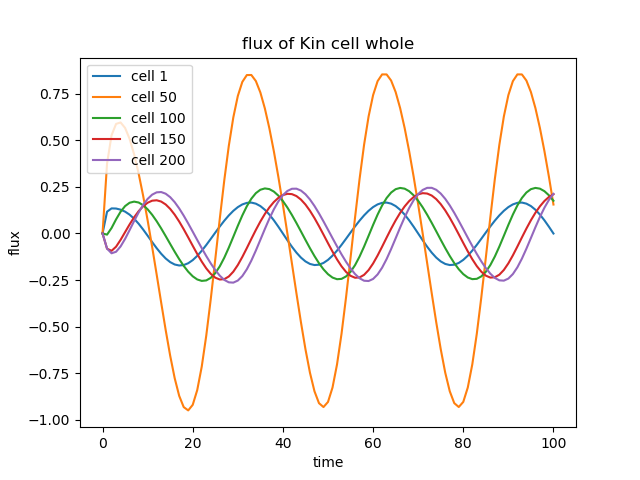 flux of Kin cell whole
cell 1
cell 50
cell 100
cell 150
cell 200
0.75
0.50
0.25
0.00
−0.25
−0.50
−0.75
−1.00
flux
0 20 40 60 80 100
time